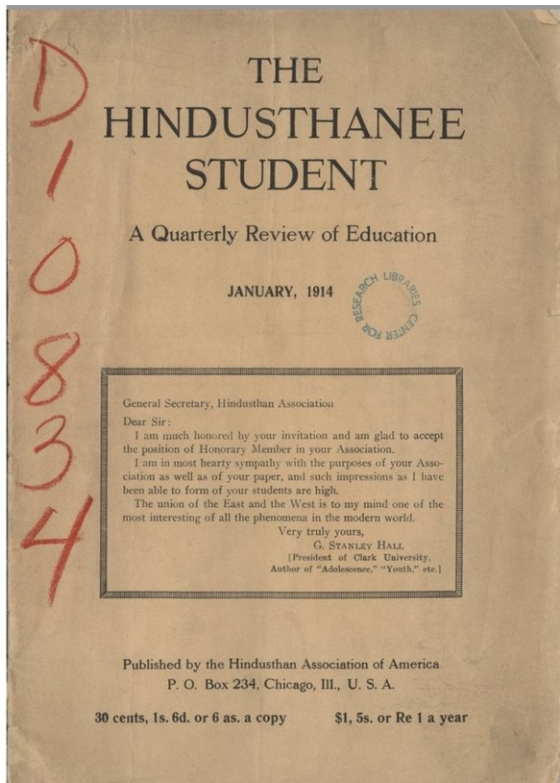 THE
HINDUSTHANEE
STUDENT
A Quarterly Review of Education
JANUARY, 1914
CENTER FOR RESEARCH LIBRARIES
D
1
0
8
3
4
General Secretary, Hindusthan Association
Dear Sir:
I am much honored by your invitation and am glad to accept
the position of Honorary Member in your Association.
I am in most hearty sympathy with the purposes of your Asso-
ciation as well as of your paper, and such impressions as I have
been able to form of your students are high.
The union of the East and the West is to my mind one of the
most interesting of all the phenomena in the modern world.
Very truly yours,
G. STANLEY HALL
[President of Clark University.
Author of "Adolescence," "Youth," etc.]
Published by the Hindusthan Association of America
P. O. Box 234, Chicago, Ill., U. S. A.
30 cents, 1s. 6d. or 6 as. a copy $1, 5s. or Re 1 a year